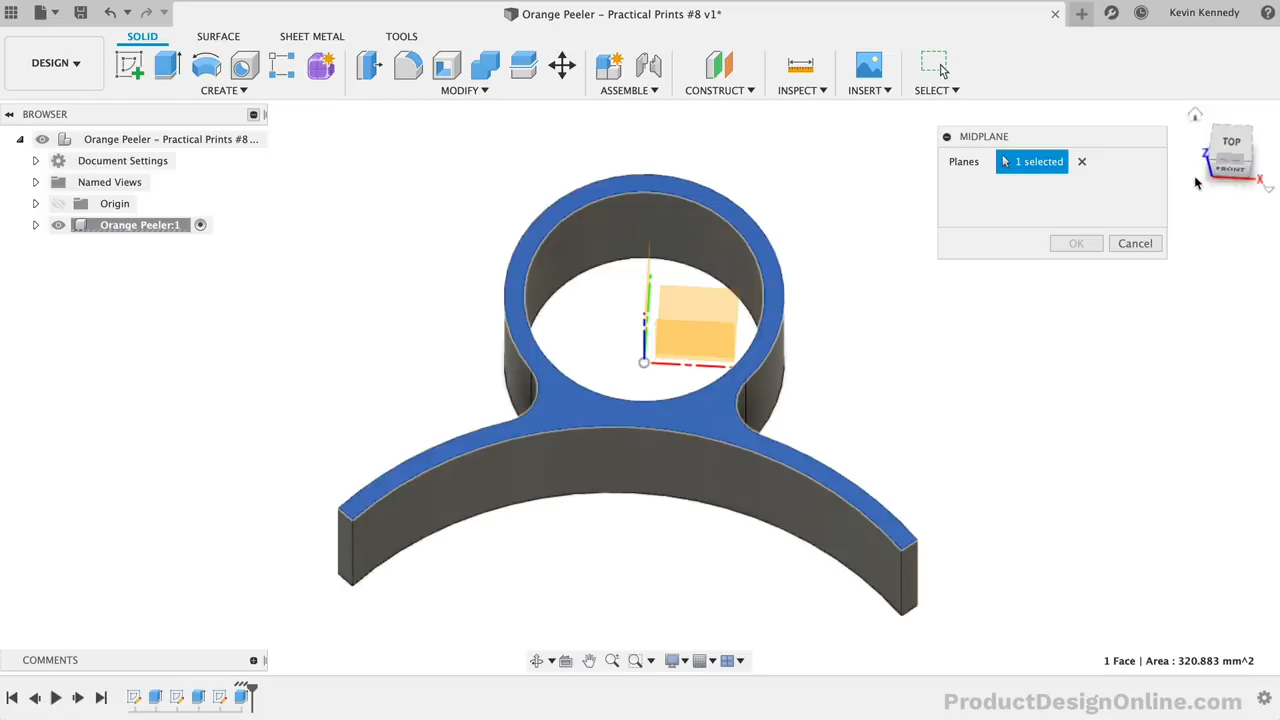 Orange Peeler - Practical Prints #8 v1*
Kevin Kennedy
DESIGN
SOLID
SURFACE
SHEET METAL
TOOLS
CREATE
MODIFY
ASSEMBLE
CONSTRUCT
INSPECT
INSERT
SELECT
BROWSER
Orange Peeler - Practical Prints #8 ...
Document Settings
Named Views
Origin
Orange Peeler:1
MIDPLANE
Planes
1 selected
OK
Cancel
TOP
FRONT
Z
X
COMMENTS
1 Face | Area : 320.883 mm^2
ProductDesignOnline.com